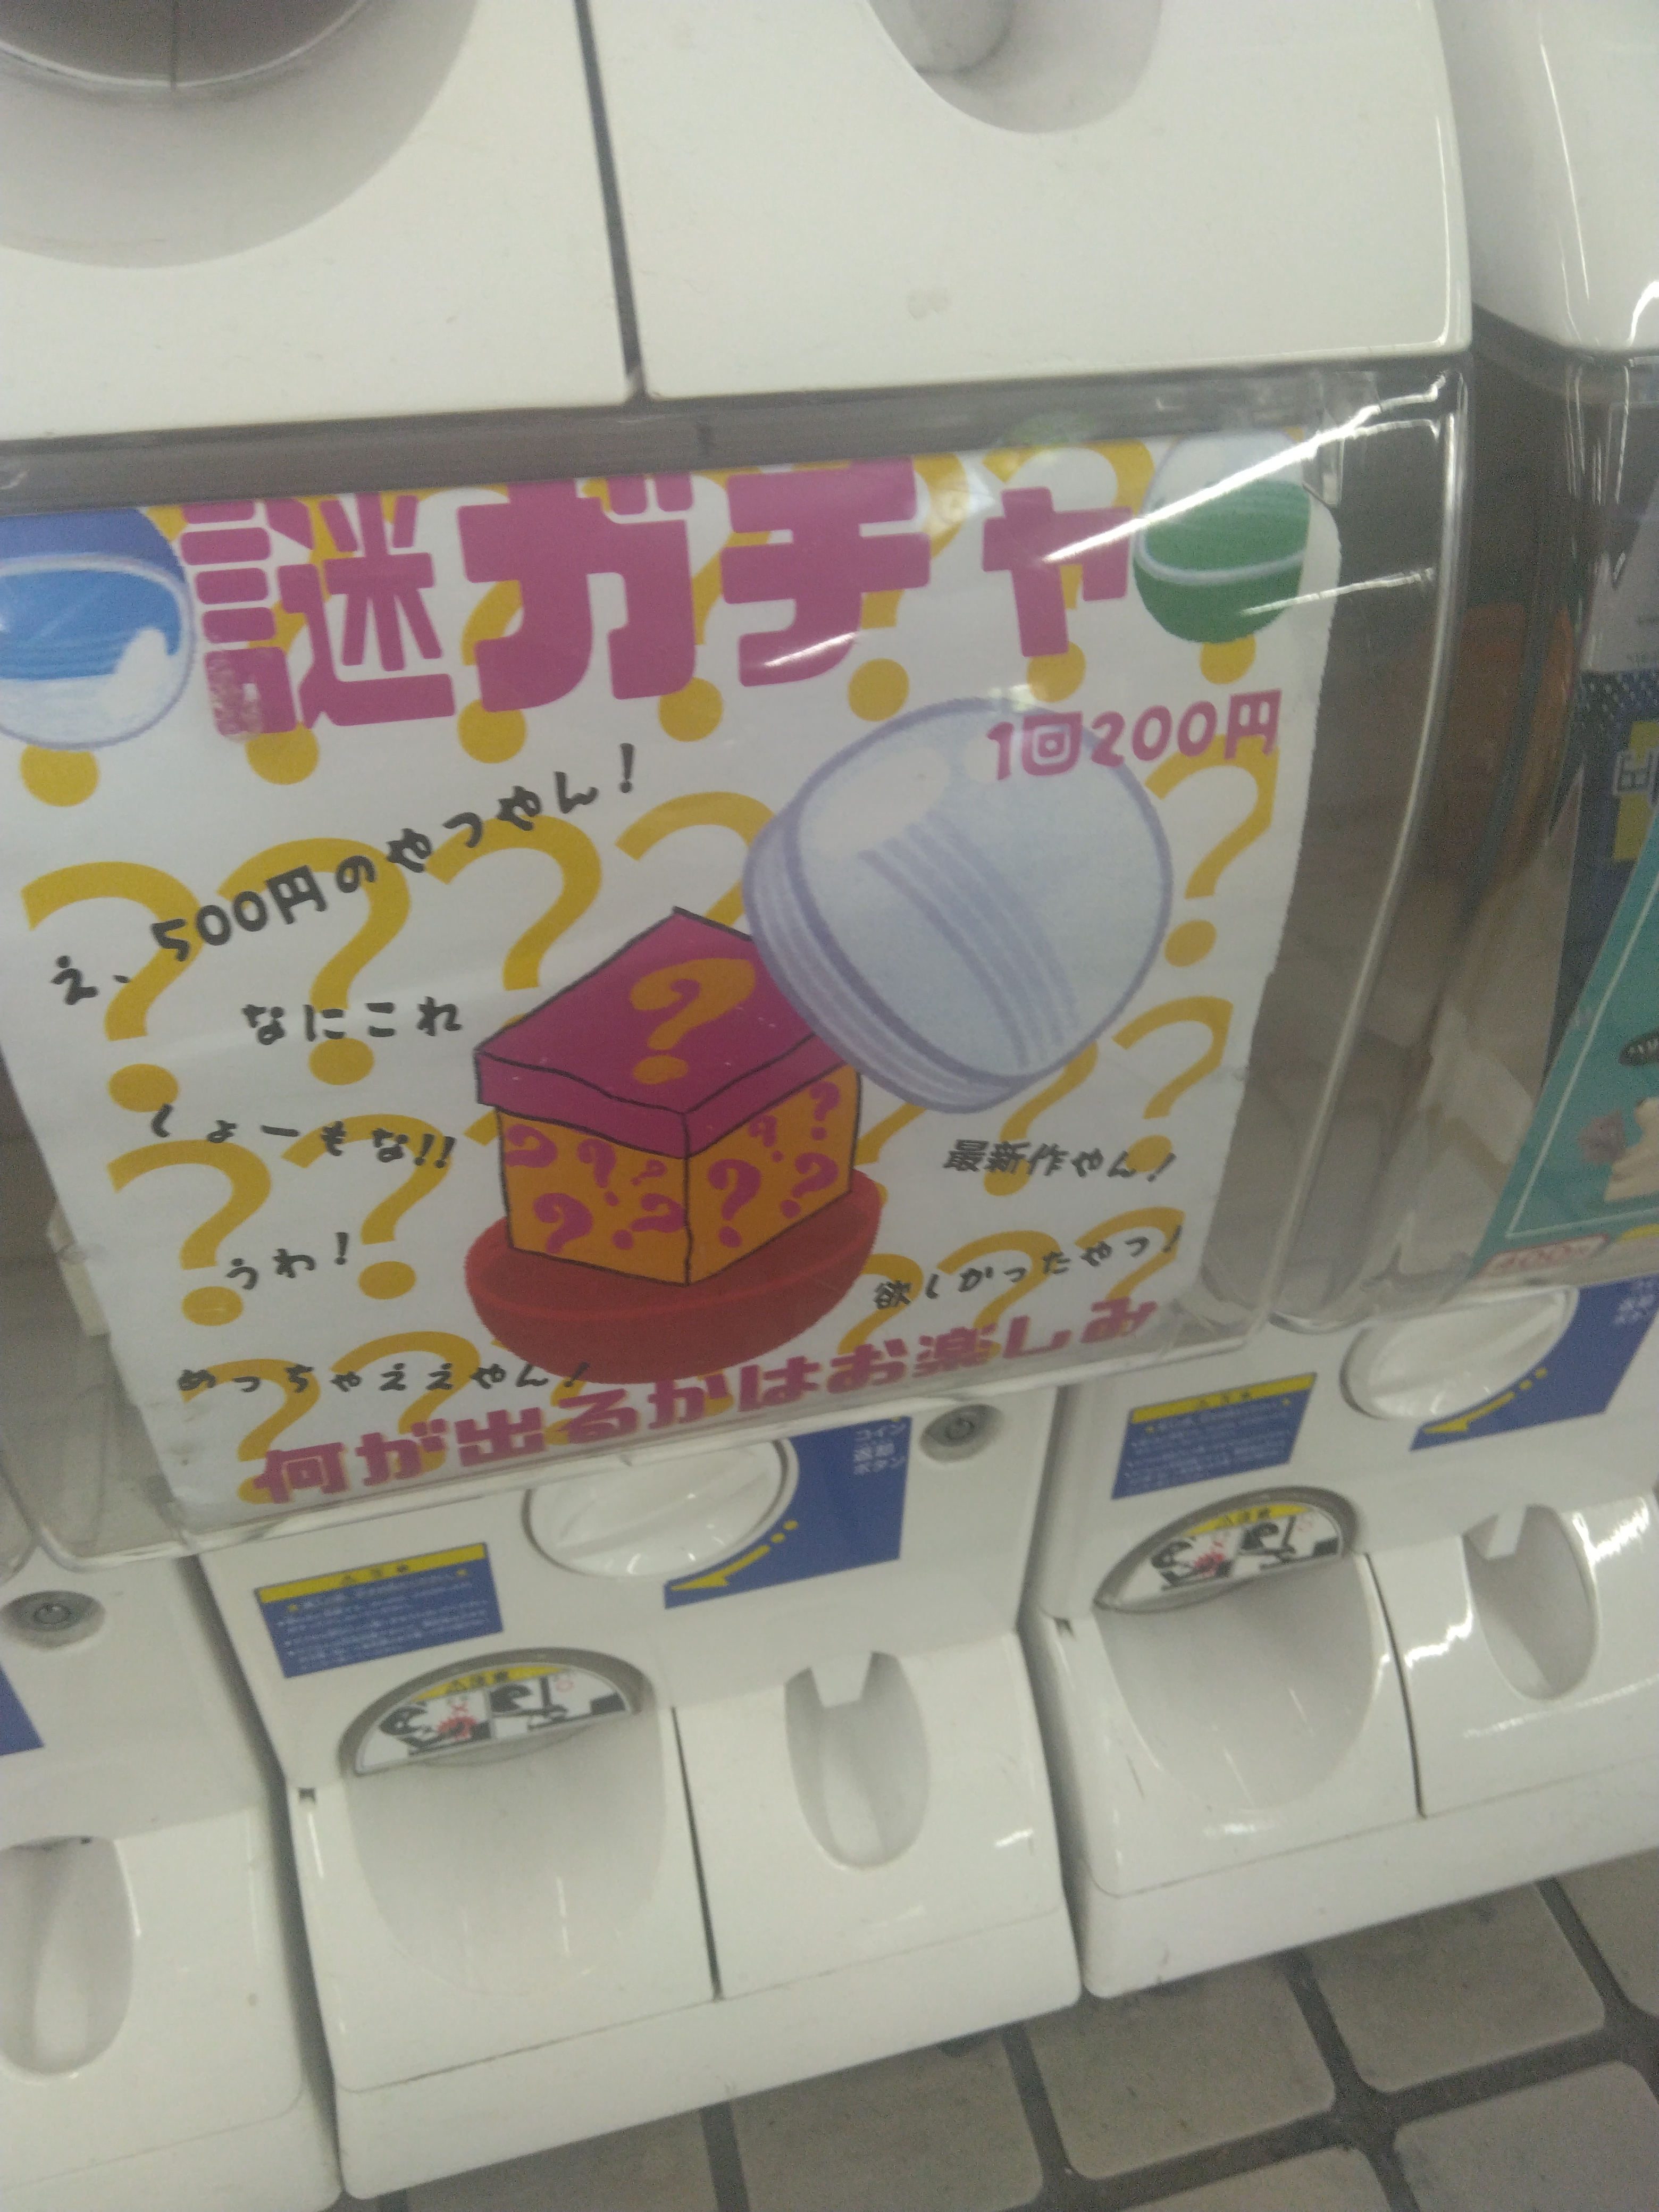 謎ガチャ
1回200円
え、500円のやつやん!
なにこれ
しょーもな!!
最新作やん!
うわ!
欲しかったやつ!
めっちゃええやん!
何が出るかはお楽しみ
コイン
返却
ボタン